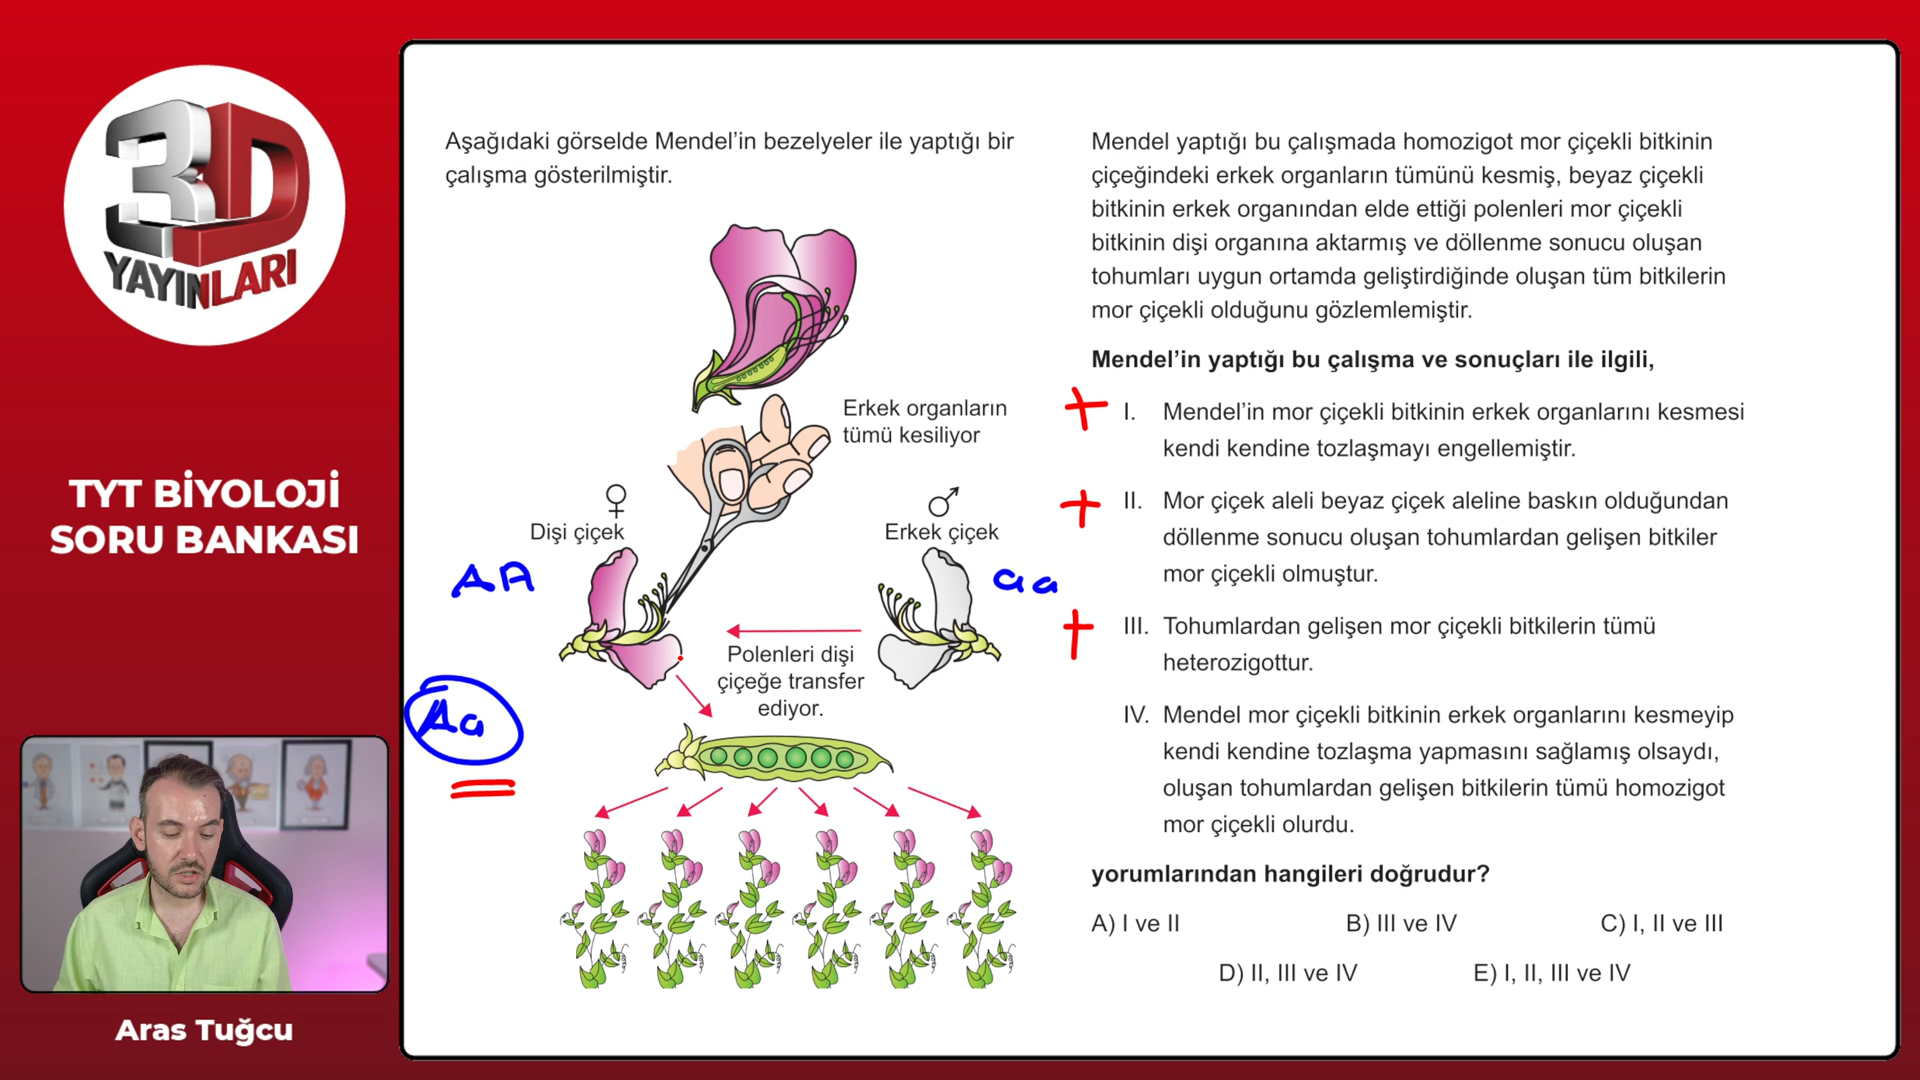 3D
YAYINLARI
TYT BİYOLOJİ
SORU BANKASI
Aras Tuğcu
Aşağıdaki görselde Mendel’in bezelyeler ile yaptığı bir
çalışma gösterilmiştir.
Erkek organların
tümü kesiliyor
♀
Dişi çiçek
♂
Erkek çiçek
AA
aa
Polenleri dişi
çiçeğe transfer
ediyor.
Aa
Mendel yaptığı bu çalışmada homozigot mor çiçekli bitkinin
çiçeğindeki erkek organların tümünü kesmiş, beyaz çiçekli
bitkinin erkek organından elde ettiği polenleri mor çiçekli
bitkinin dişi organına aktarmış ve döllenme sonucu oluşan
tohumları uygun ortamda geliştirdiğinde oluşan tüm bitkilerin
mor çiçekli olduğunu gözlemlemiştir.
Mendel’in yaptığı bu çalışma ve sonuçları ile ilgili,
+ I. Mendel’in mor çiçekli bitkinin erkek organlarını kesmesi
kendi kendine tozlaşmayı engellemiştir.
+ II. Mor çiçek aleli beyaz çiçek aleline baskın olduğundan
döllenme sonucu oluşan tohumlardan gelişen bitkiler
mor çiçekli olmuştur.
+ III. Tohumlardan gelişen mor çiçekli bitkilerin tümü
heterozigottur.
IV. Mendel mor çiçekli bitkinin erkek organlarını kesmeyip
kendi kendine tozlaşma yapmasını sağlamış olsaydı,
oluşan tohumlardan gelişen bitkilerin tümü homozigot
mor çiçekli olurdu.
yorumlarından hangileri doğrudur?
A) I ve II B) III ve IV C) I, II ve III
D) II, III ve IV E) I, II, III ve IV